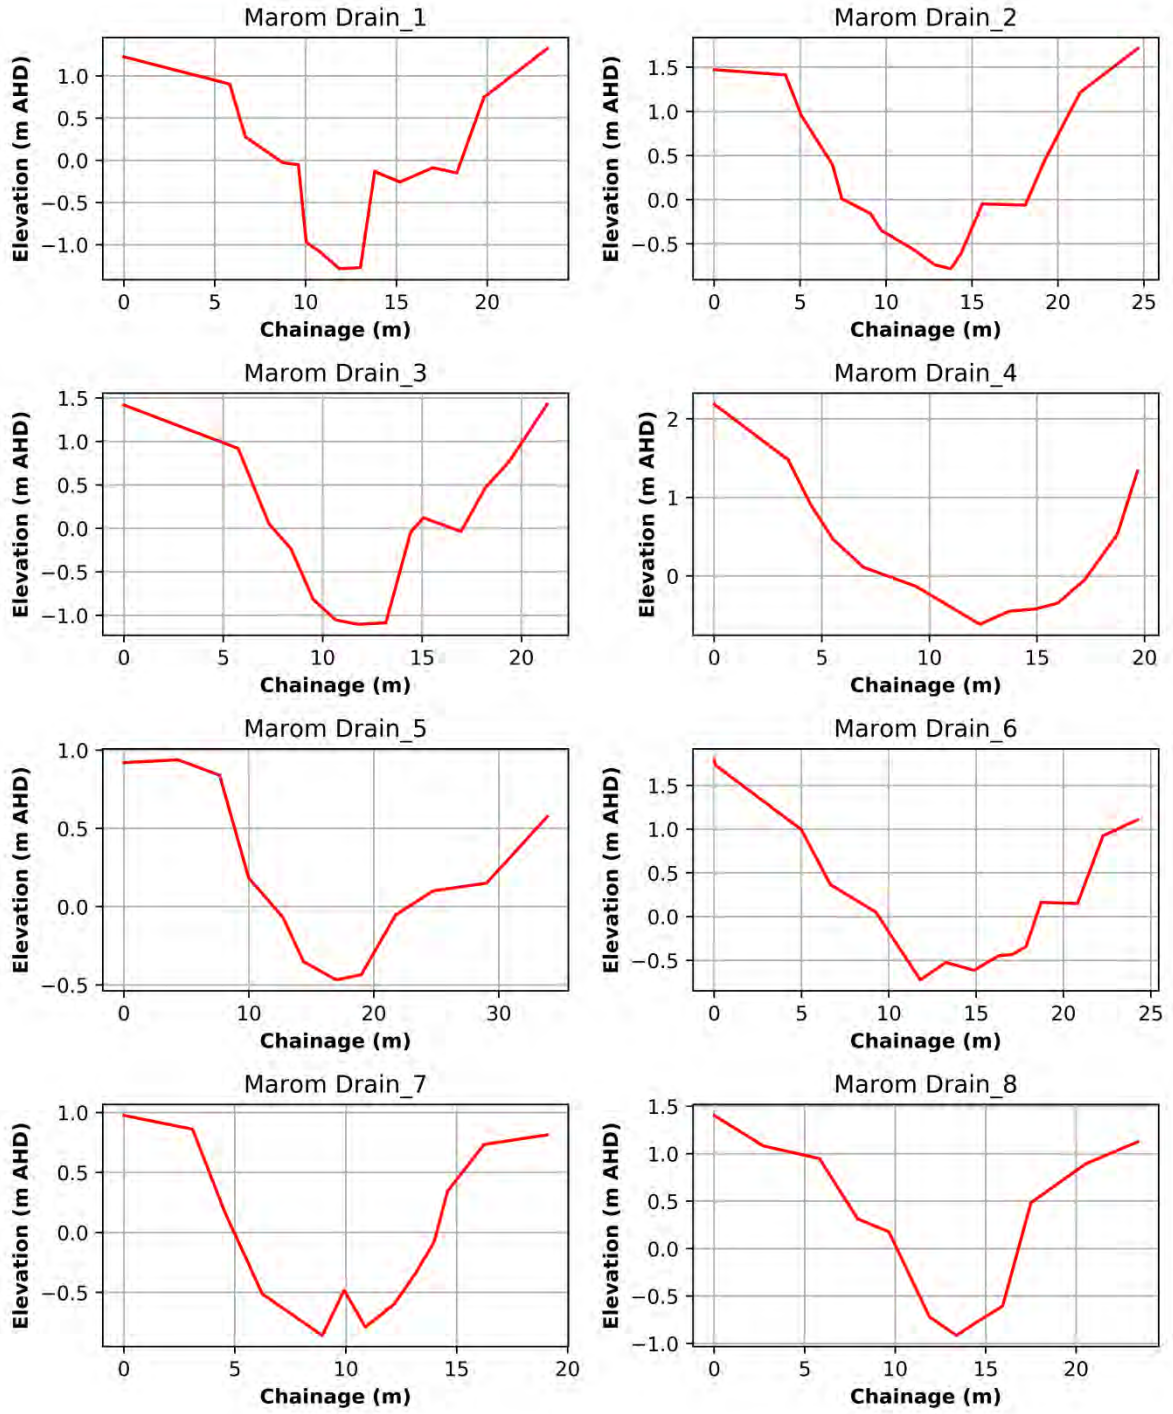 Marom Drain_1
Elevation (m AHD)
1.0
0.5
0.0
−0.5
−1.0
0 5 10 15 20
Chainage (m)
Marom Drain_2
Elevation (m AHD)
1.5
1.0
0.5
0.0
−0.5
0 5 10 15 20 25
Chainage (m)
Marom Drain_3
Elevation (m AHD)
1.5
1.0
0.5
0.0
−0.5
−1.0
0 5 10 15 20
Chainage (m)
Marom Drain_4
Elevation (m AHD)
2
1
0
0 5 10 15 20
Chainage (m)
Marom Drain_5
Elevation (m AHD)
1.0
0.5
0.0
−0.5
0 10 20 30
Chainage (m)
Marom Drain_6
Elevation (m AHD)
1.5
1.0
0.5
0.0
−0.5
0 5 10 15 20 25
Chainage (m)
Marom Drain_7
Elevation (m AHD)
1.0
0.5
0.0
−0.5
0 5 10 15 20
Chainage (m)
Marom Drain_8
Elevation (m AHD)
1.5
1.0
0.5
0.0
−0.5
−1.0
0 5 10 15 20
Chainage (m)